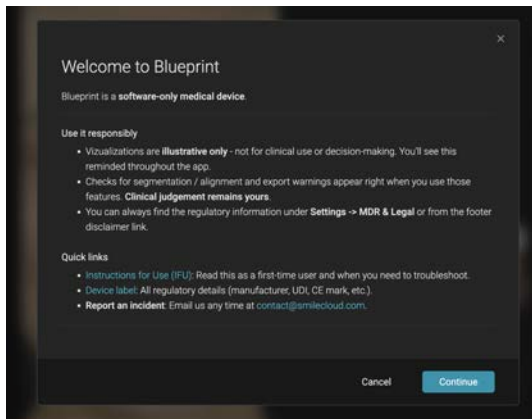 Welcome to Blueprint
Blueprint is a software-only medical device.
Use it responsibly
• Vizualizations are illustrative only - not for clinical use or decision-making. You'll see this
reminded throughout the app.
• Checks for segmentation / alignment and export warnings appear right when you use those
features. Clinical judgement remains yours.
• You can always find the regulatory information under Settings -> MDR & Legal or from the footer
disclaimer link.
Quick links
• Instructions for Use (IFU): Read this as a first-time user and when you need to troubleshoot.
• Device label: All regulatory details (manufacturer, UDI, CE mark, etc.).
• Report an incident: Email us any time at contact@smilecloud.com.
Cancel
Continue